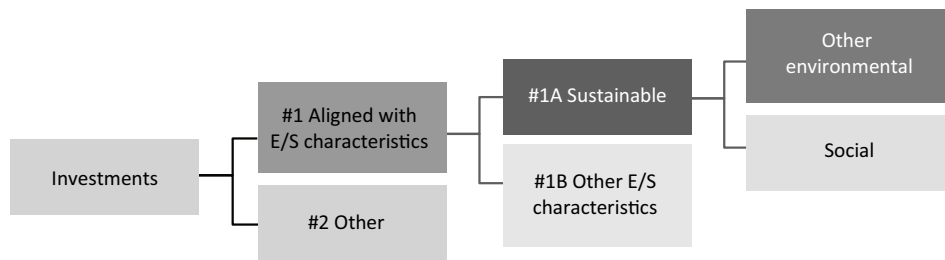 Investments
#1 Aligned with
E/S characteristics
#2 Other
#1A Sustainable
#1B Other E/S
characteristics
Other
environmental
Social